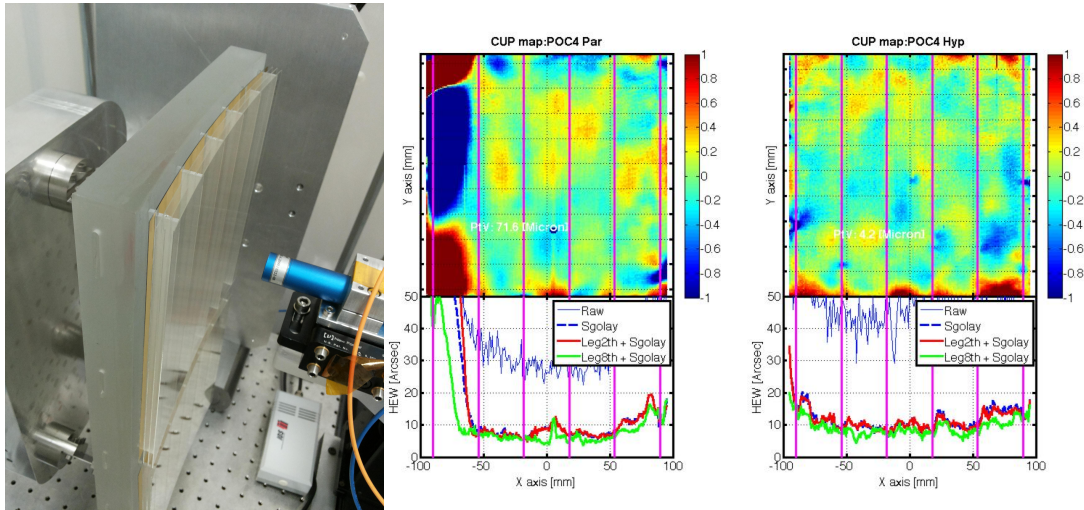 CUP map:POC4 Par
Y axis [mm]
PtV: 71.6 [Micron]
1
0.8
0.6
0.4
0.2
0
-0.2
-0.4
-0.6
-0.8
-1
50
40
30
20
10
0
HEW [Arcsec]
Raw
Sgolay
Leg2th + Sgolay
Leg8th + Sgolay
-100
-50
0
50
100
X axis [mm]
CUP map:POC4 Hyp
Y axis [mm]
PtV: 4.2 [Micron]
1
0.8
0.6
0.4
0.2
0
-0.2
-0.4
-0.6
-0.8
-1
50
40
30
20
10
0
HEW [Arcsec]
Raw
Sgolay
Leg2th + Sgolay
Leg8th + Sgolay
-100
-50
0
50
100
X axis [mm]